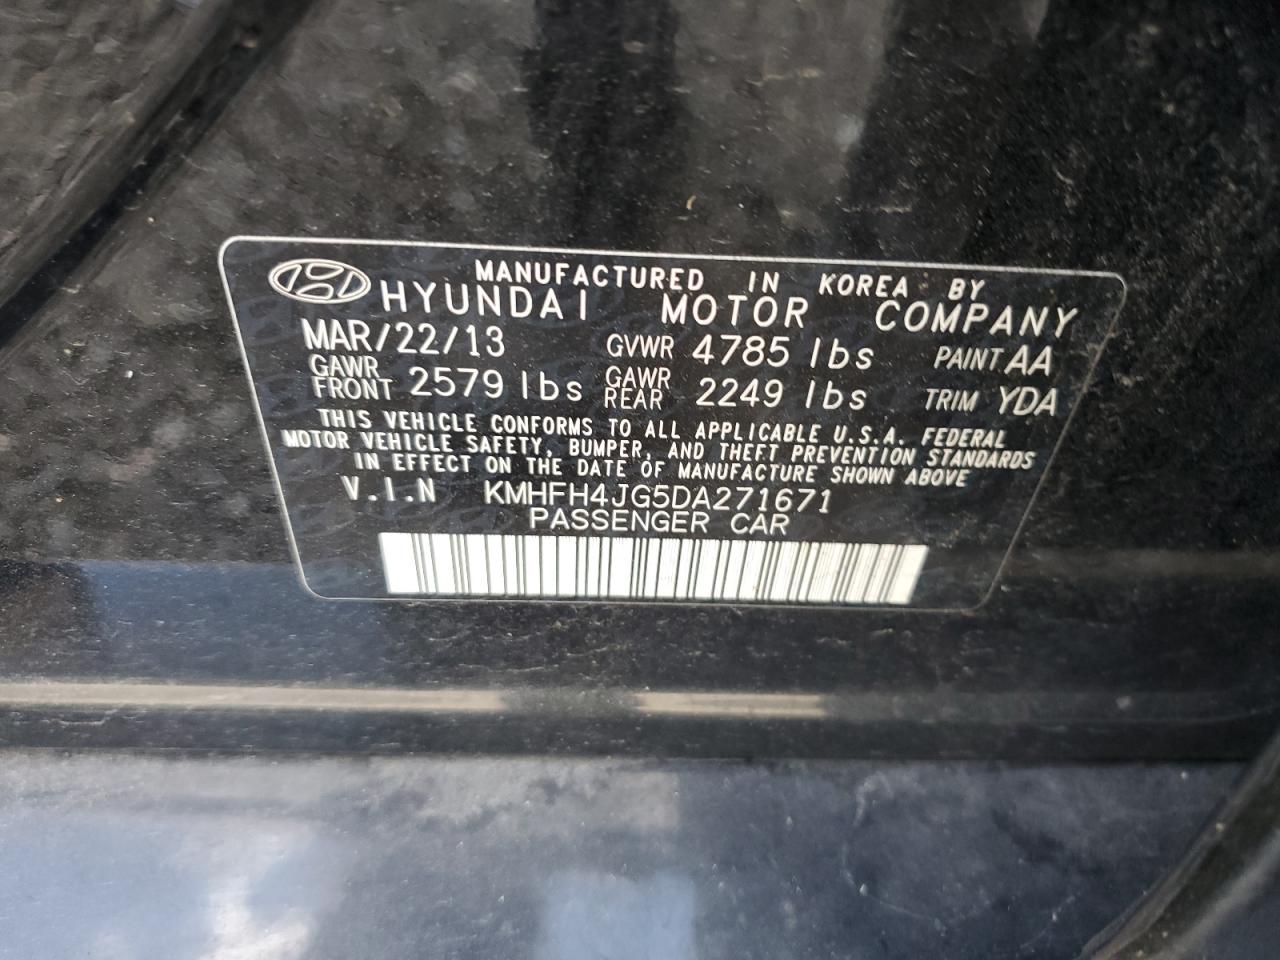 MANUFACTURED IN KOREA BY
HYUNDAI MOTOR COMPANY
MAR/22/13 GVWR 4785 lbs PAINT AA
GAWR FRONT 2579 lbs GAWR REAR 2249 lbs TRIM YDA
THIS VEHICLE CONFORMS TO ALL APPLICABLE U.S.A. FEDERAL
MOTOR VEHICLE SAFETY, BUMPER, AND THEFT PREVENTION STANDARDS
IN EFFECT ON THE DATE OF MANUFACTURE SHOWN ABOVE
V.I.N KMHFH4JG5DA271671
PASSENGER CAR